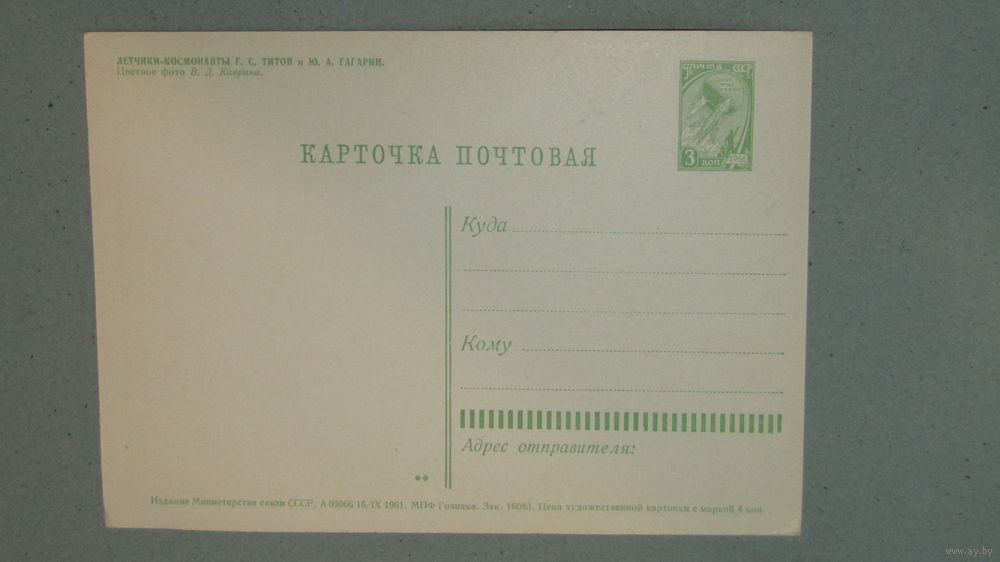 ЛЕТЧИКИ-КОСМОНАВТЫ Г. С. ТИТОВ и Ю. А. ГАГАРИН.
Цветное фото В. Д. Киврина.
ПОЧТА СССР
3 КОП
1961
КАРТОЧКА ПОЧТОВАЯ
Куда
Кому
Адрес отправителя:
Издание Министерства связи СССР. А 09066 16/IX 1961. МПФ Гознака. Зак. 16083. Цена художественной карточки с маркой 4 коп.
www.ay.by